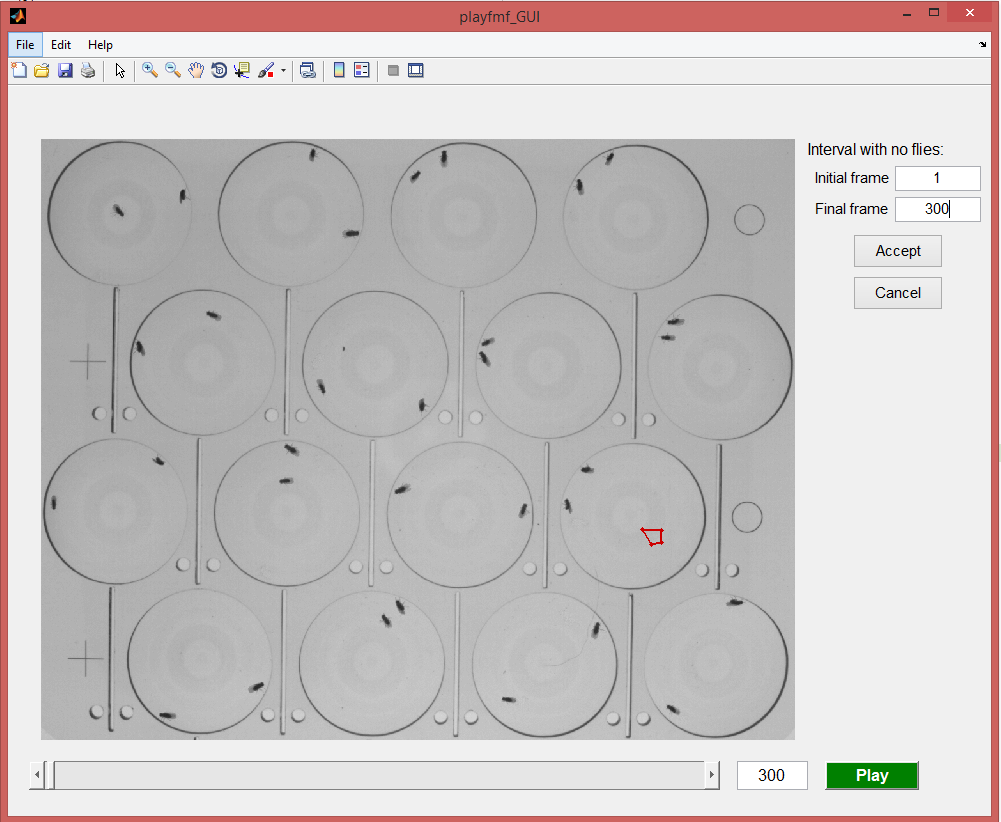 playfmf_GUI
File Edit Help
Interval with no flies:
Initial frame 1
Final frame 300
Accept
Cancel
300 Play